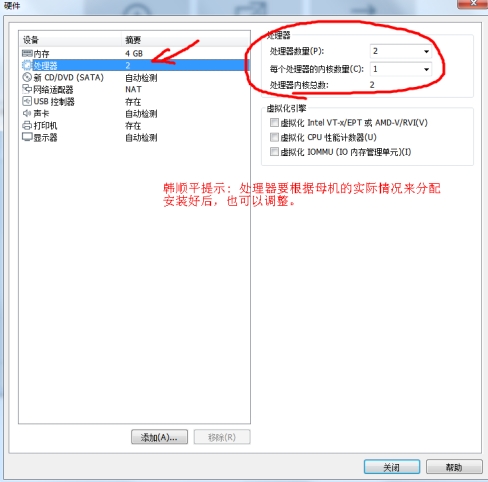 硬件
设备 摘要
内存 4 GB
处理器 2
新 CD/DVD (SATA) 自动检测
网络适配器 NAT
USB 控制器 存在
声卡 自动检测
打印机 存在
显示器 自动检测
添加(A)...
移除(R)
处理器
处理器数量(P): 2
每个处理器的内核数量(C): 1
处理器内核总数: 2
虚拟化引擎
虚拟化 Intel VT-x/EPT 或 AMD-V/RVI(V)
虚拟化 CPU 性能计数器(U)
虚拟化 IOMMU (IO 内存管理单元)(I)
韩顺平提示: 处理器要根据母机的实际情况来分配
安装好后，也可以调整。
关闭
帮助